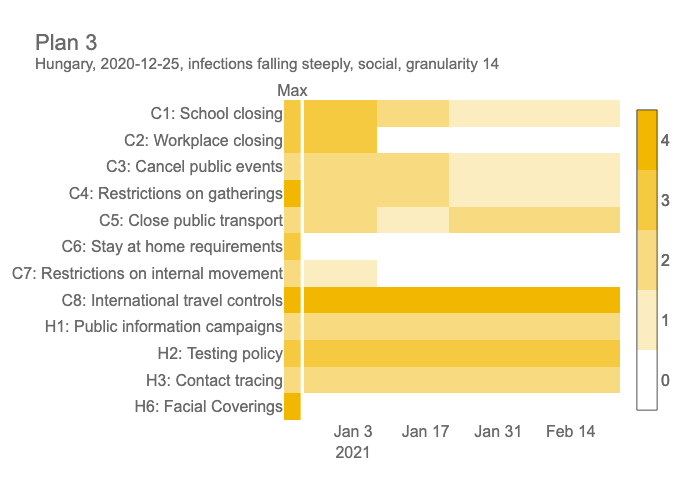 Plan 3
Hungary, 2020-12-25, infections falling steeply, social, granularity 14
Max
C1: School closing
C2: Workplace closing
C3: Cancel public events
C4: Restrictions on gatherings
C5: Close public transport
C6: Stay at home requirements
C7: Restrictions on internal movement
C8: International travel controls
H1: Public information campaigns
H2: Testing policy
H3: Contact tracing
H6: Facial Coverings
4
3
2
1
0
Jan 3 Jan 17 Jan 31 Feb 14
2021